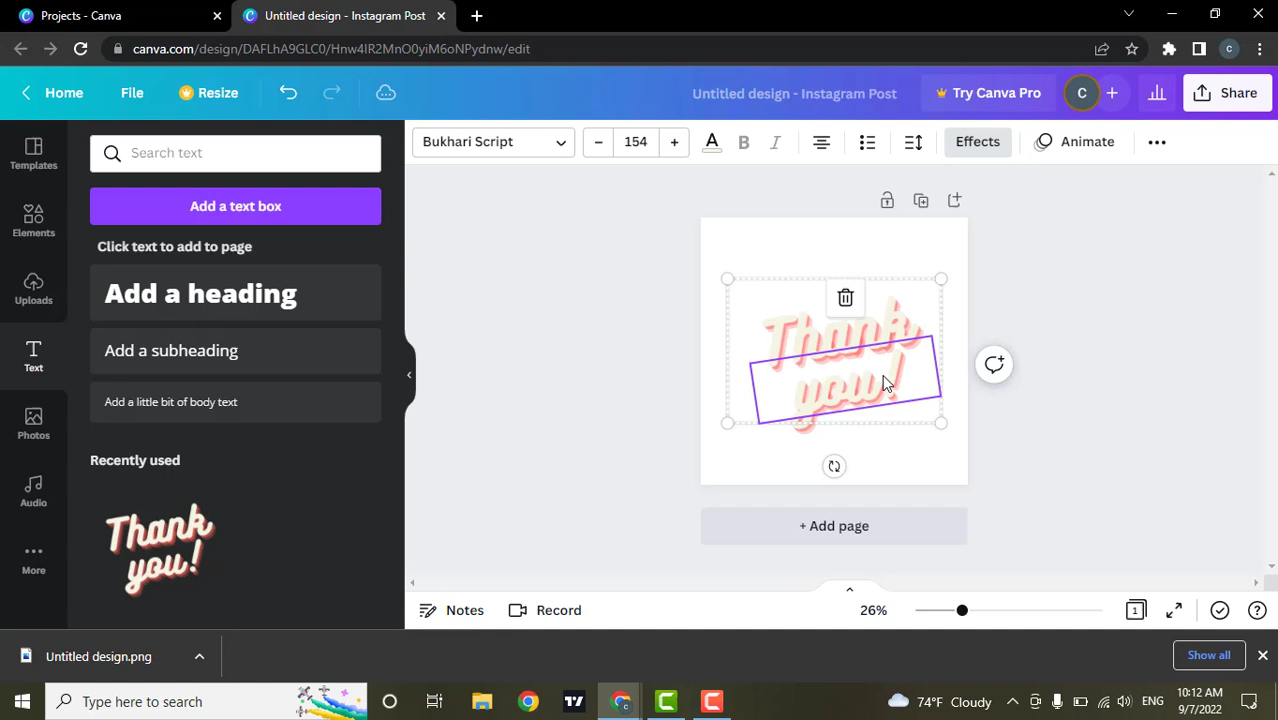 Projects - Canva
Untitled design - Instagram Post
canva.com/design/DAFLhA9GLC0/Hnw4IR2MnO0yiM6oNPydnw/edit
C
Home
File
Resize
Untitled design - Instagram Post
Try Canva Pro
C
Share
Templates
Elements
Uploads
Text
Photos
Audio
More
Search text
Add a text box
Click text to add to page
Add a heading
Add a subheading
Add a little bit of body text
Recently used
Thank
you!
Bukhari Script
154
A
B
I
Effects
Animate
Thank
you!
+ Add page
Notes
Record
26%
1
Untitled design.png
Show all
Type here to search
74°F Cloudy
ENG
10:12 AM
9/7/2022